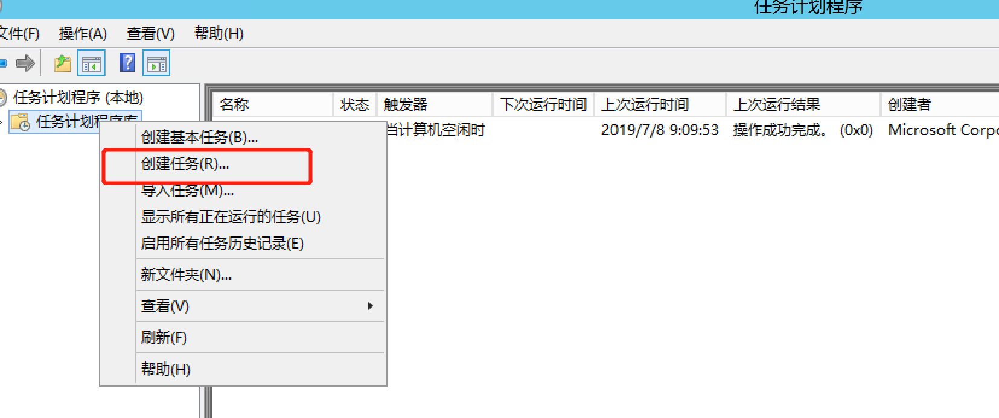 任务计划程序
文件(F) 操作(A) 查看(V) 帮助(H)
任务计划程序 (本地)
任务计划程序库
名称 状态 触发器 下次运行时间 上次运行时间 上次运行结果 创建者
当计算机空闲时 2019/7/8 9:09:53 操作成功完成。 (0x0) Microsoft Corpo
创建基本任务(B)...
创建任务(R)...
导入任务(M)...
显示所有正在运行的任务(U)
启用所有任务历史记录(E)
新文件夹(N)...
查看(V)
刷新(F)
帮助(H)